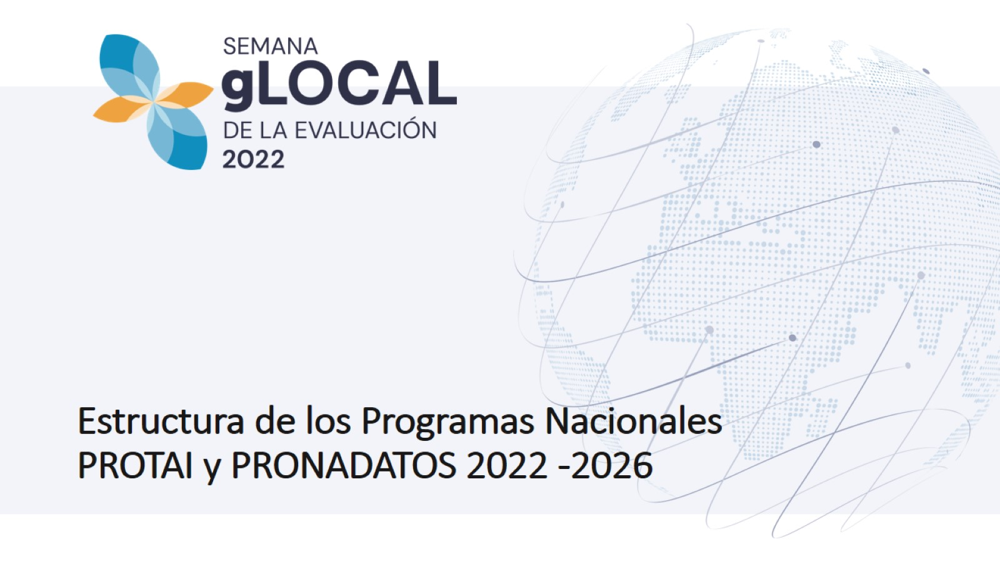 SEMANA
gLOCAL
DE LA EVALUACIÓN
2022
Estructura de los Programas Nacionales
PROTAI y PRONADATOS 2022 -2026